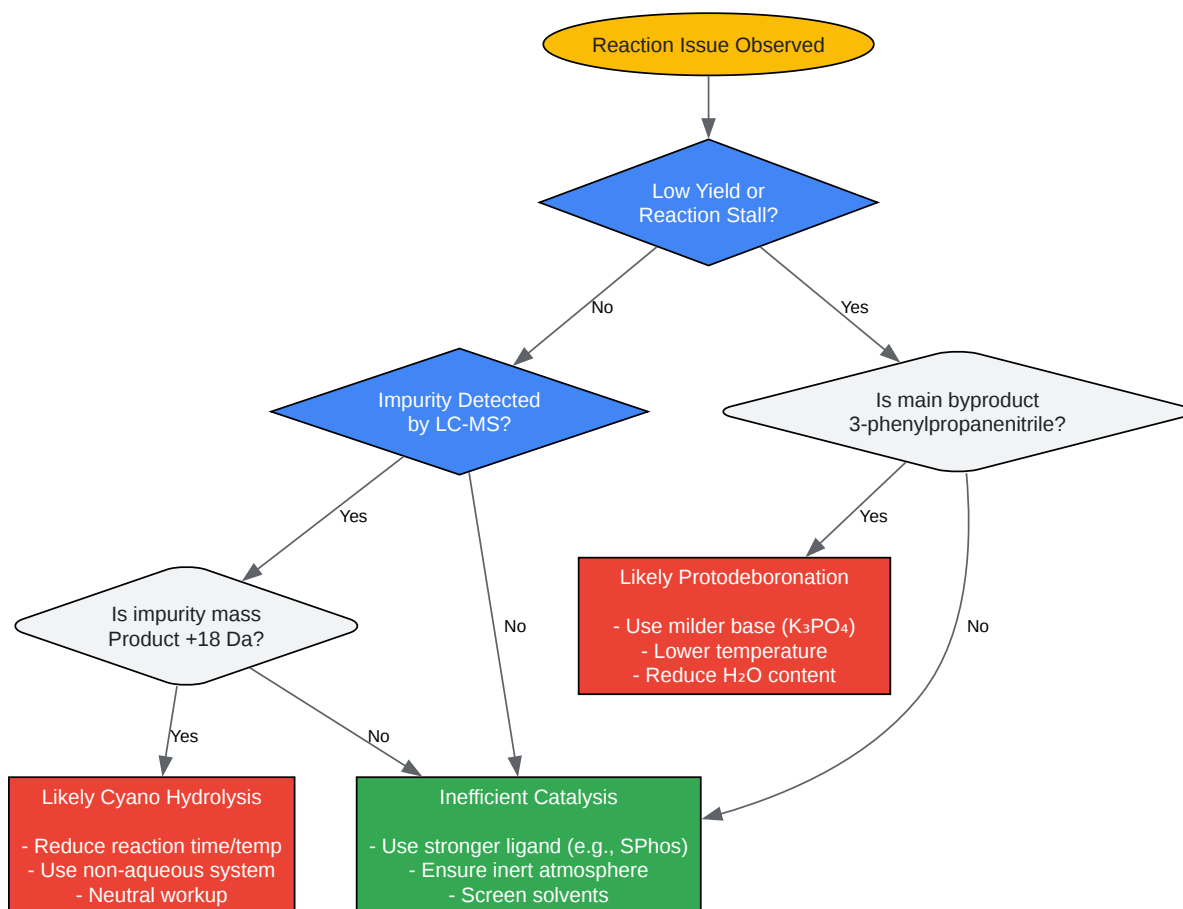 Reaction Issue Observed
Low Yield or
Reaction Stall?
No
Yes
Impurity Detected
by LC-MS?
Is main byproduct
3-phenylpropanenitrile?
Yes
No
Yes
No
Is impurity mass
Product +18 Da?
Likely Protodeboronation
- Use milder base (K₃PO₄)
- Lower temperature
- Reduce H₂O content
Yes
No
Likely Cyano Hydrolysis
- Reduce reaction time/temp
- Use non-aqueous system
- Neutral workup
Inefficient Catalysis
- Use stronger ligand (e.g., SPhos)
- Ensure inert atmosphere
- Screen solvents